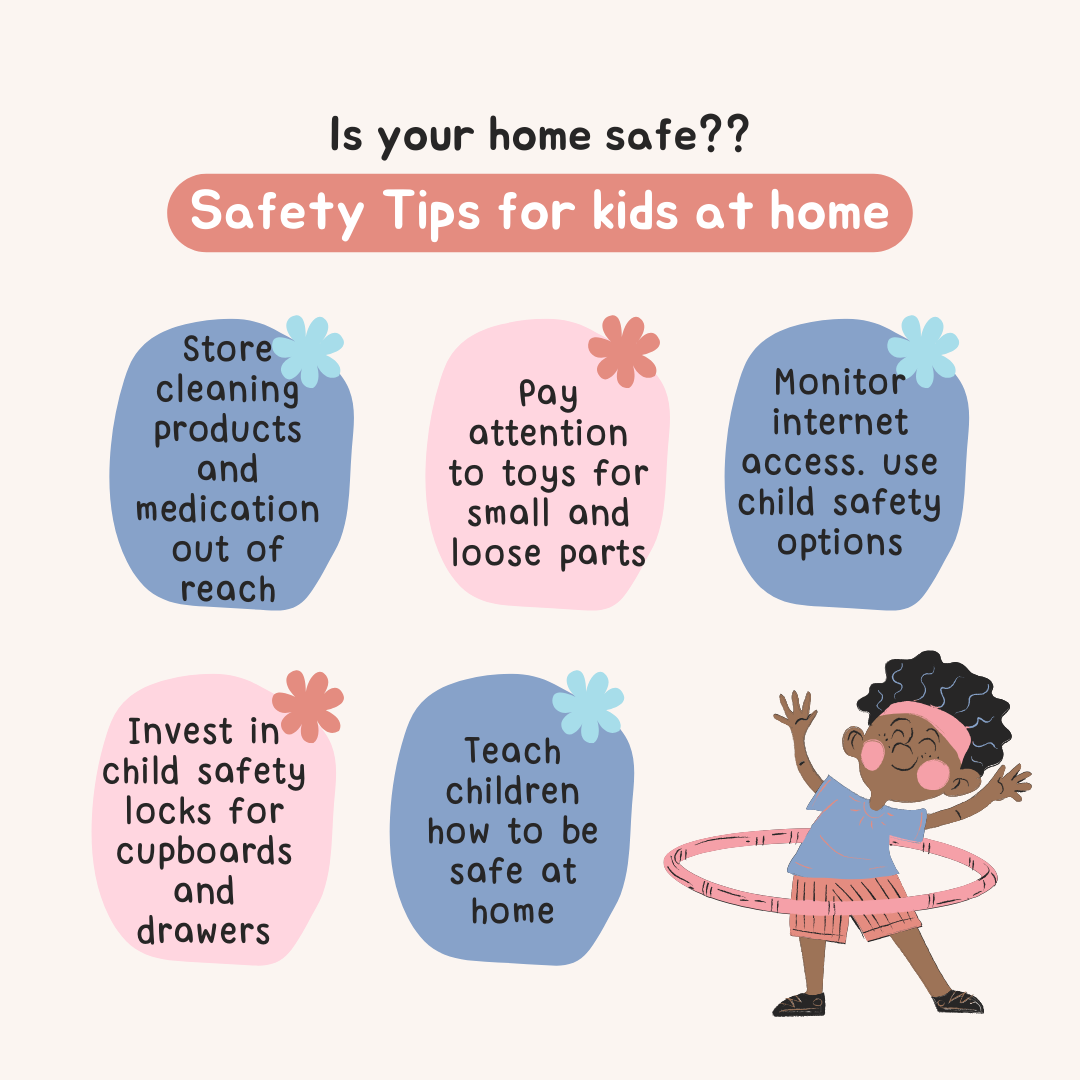 Is your home safe??
Safety Tips for kids at home
Store
cleaning
products
and
medication
out of
reach
Pay
attention
to toys for
small and
loose parts
Monitor
internet
access. use
child safety
options
Invest in
child safety
locks for
cupboards
and
drawers
Teach
children
how to be
safe at
home